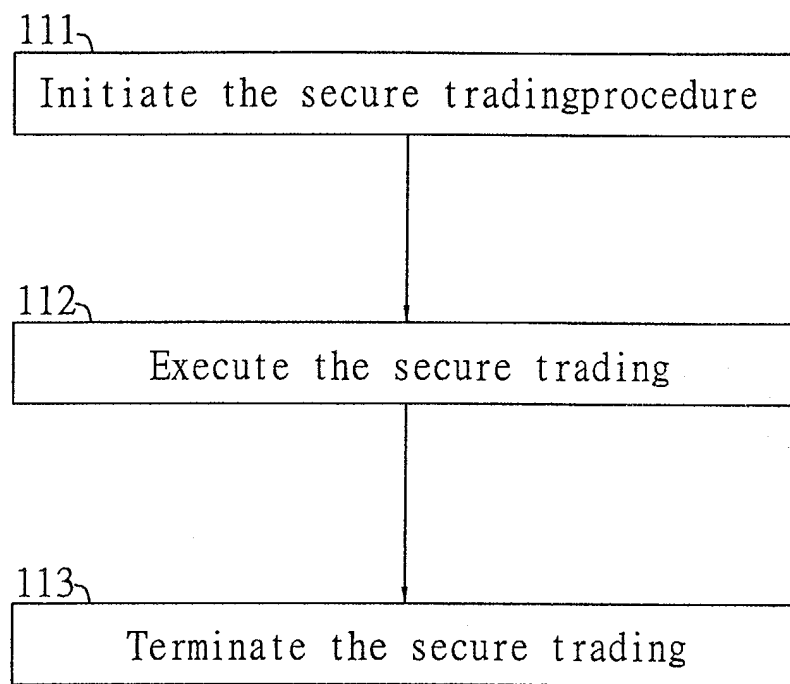 111
Initiate the secure tradingprocedure
112
Execute the secure trading
113
Terminate the secure trading